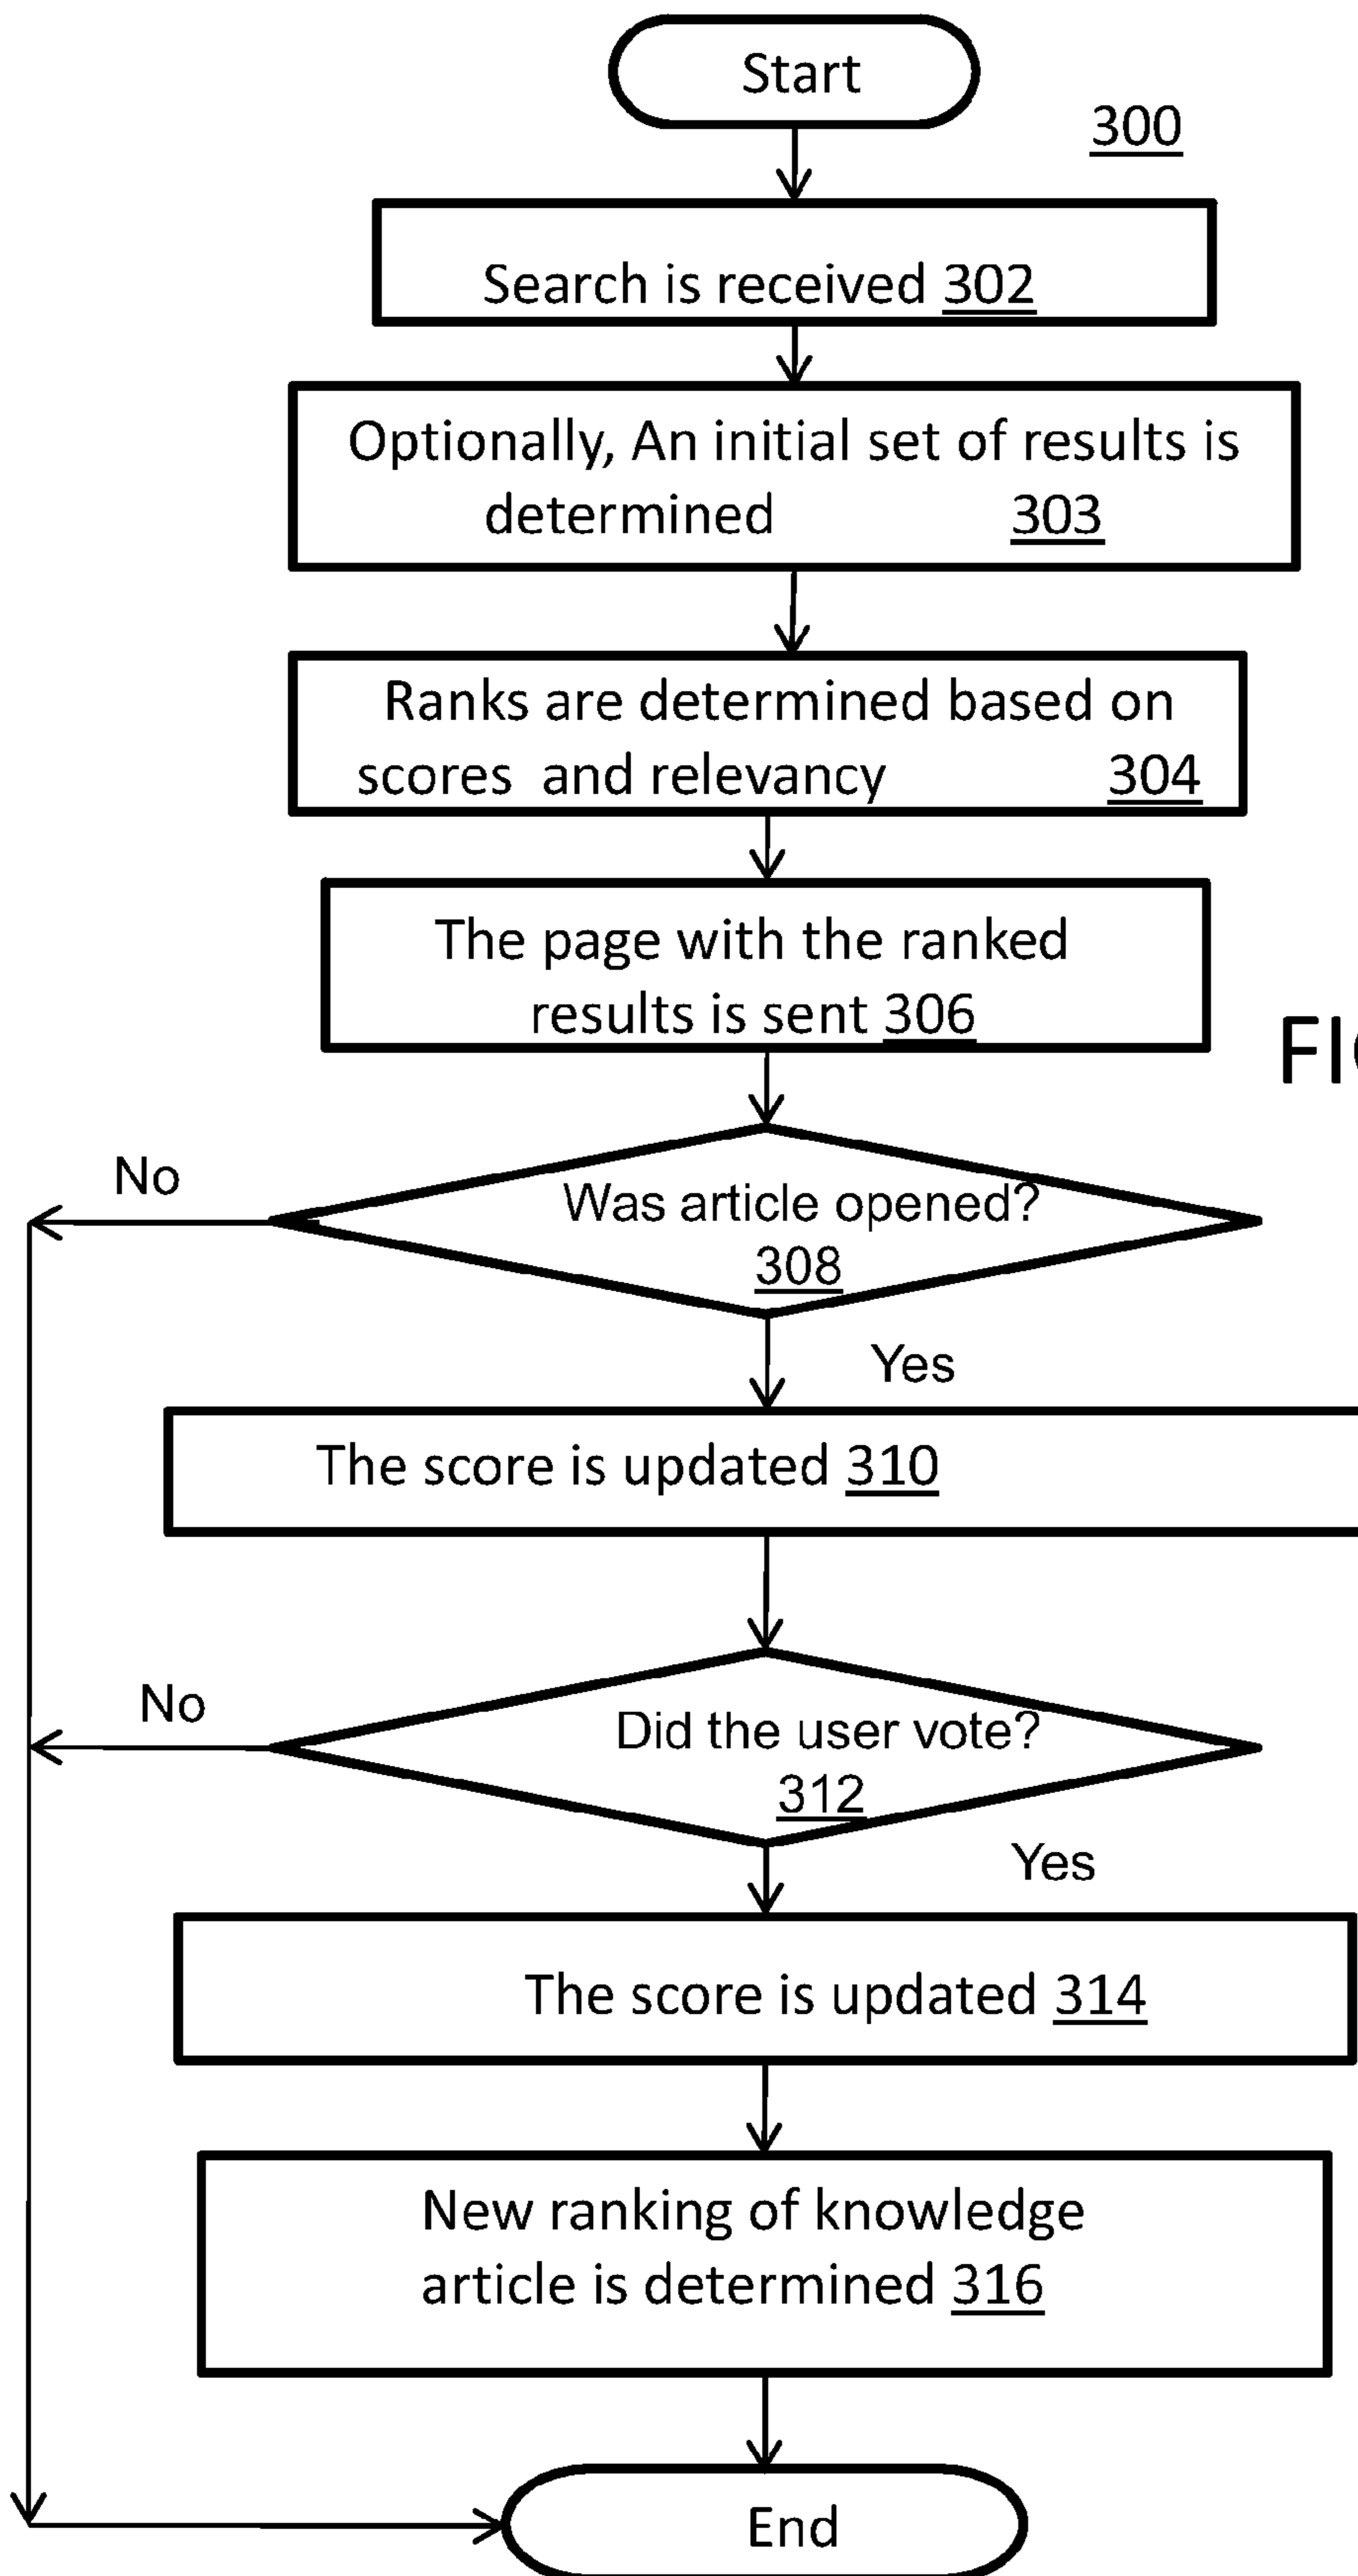 Start
300
Search is received 302
Optionally, An initial set of results is
determined 303
Ranks are determined based on
scores and relevancy 304
The page with the ranked
results is sent 306
No
Was article opened?
308
Yes
The score is updated 310
No
Did the user vote?
312
Yes
The score is updated 314
New ranking of knowledge
article is determined 316
End